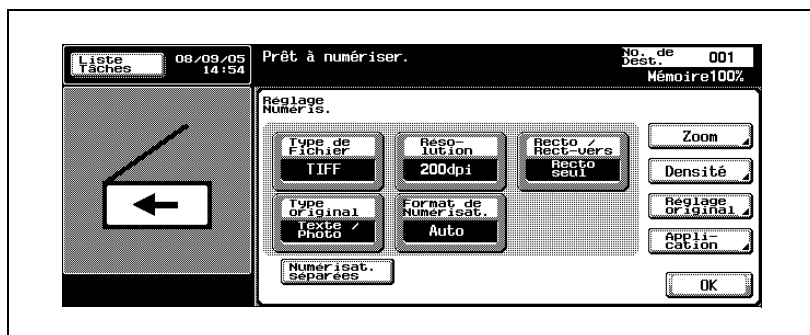 Liste
Tâches
08/09/05
14:54
Prêt à numériser.
No. de
Dest.
001
Mémoire100%
Réglage
Numéris.
Type de
Fichier
TIFF
Réso-
lution
200dpi
Recto /
Rect-vers
Recto
seul
Zoom
Densité
Type
original
Texte /
Photo
Format de
Numérisat.
Auto
Réglage
original
Appli-
cation
Numérisat.
séparées
OK